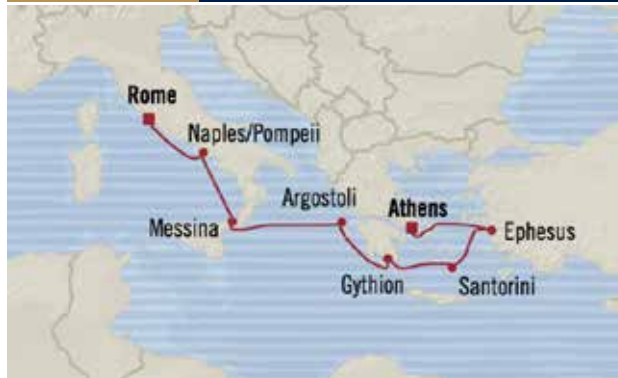 Rome
Naples/Pompeii
Messina
Argostoli
Athens
Ephesus
Gythion
Santorini